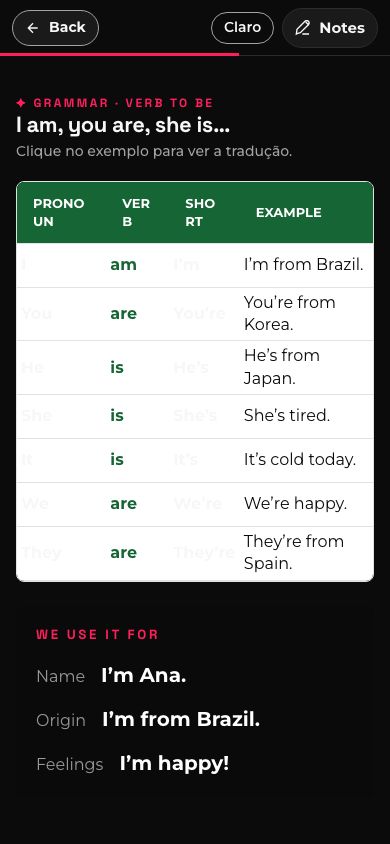 ← Back
Claro
Notes
✦ GRAMMAR · VERB TO BE
I am, you are, she is...
Clique no exemplo para ver a tradução.
PRONO
UN
VER
B
SHO
RT
EXAMPLE
I am I’m I’m from Brazil.
You are You’re You’re from
Korea.
He is He’s He’s from
Japan.
She is She’s She’s tired.
It is It’s It’s cold today.
We are We’re We’re happy.
They are They’re They’re from
Spain.
WE USE IT FOR
Name I’m Ana.
Origin I’m from Brazil.
Feelings I’m happy!